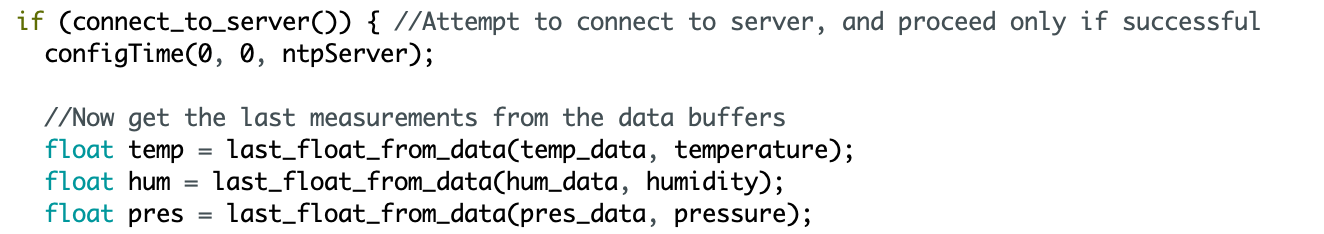 if (connect_to_server()) { //Attempt to connect to server, and proceed only if successful
configTime(0, 0, ntpServer);
//Now get the last measurements from the data buffers
float temp = last_float_from_data(temp_data, temperature);
float hum = last_float_from_data(hum_data, humidity);
float pres = last_float_from_data(pres_data, pressure);